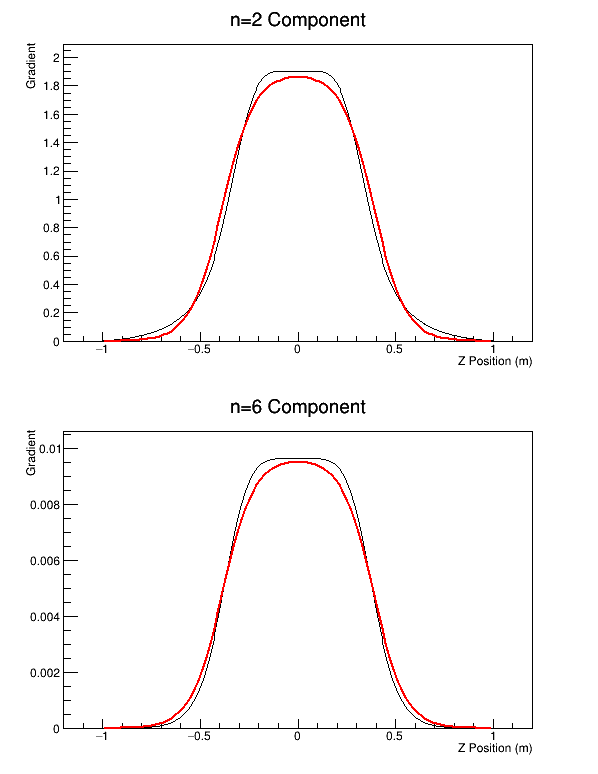 n=2 Component
Gradient
2
1.8
1.6
1.4
1.2
1
0.8
0.6
0.4
0.2
0
−1 −0.5 0 0.5 1
Z Position (m)
n=6 Component
Gradient
0.01
0.008
0.006
0.004
0.002
0
−1 −0.5 0 0.5 1
Z Position (m)